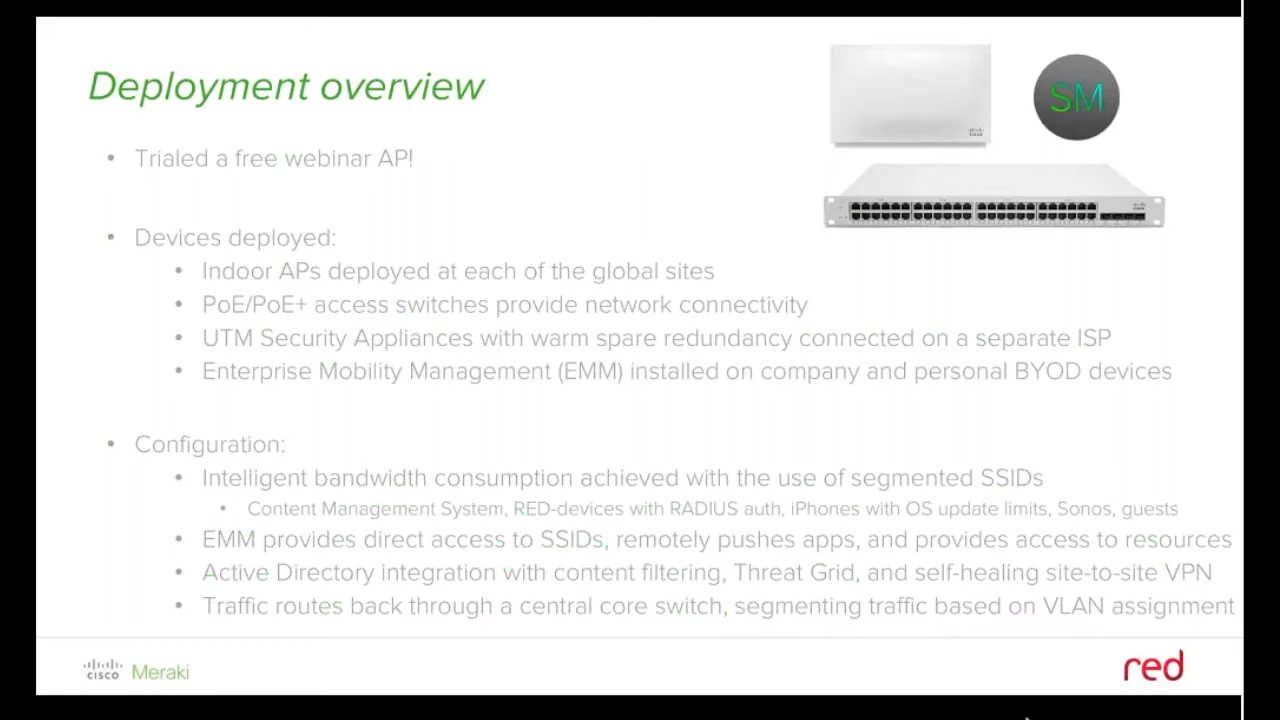 Deployment overview
SM
• Trialed a free webinar AP!
• Devices deployed:
• Indoor APs deployed at each of the global sites
• PoE/PoE+ access switches provide network connectivity
• UTM Security Appliances with warm spare redundancy connected on a separate ISP
• Enterprise Mobility Management (EMM) installed on company and personal BYOD devices
• Configuration:
• Intelligent bandwidth consumption achieved with the use of segmented SSIDs
• Content Management System, RED-devices with RADIUS auth, iPhones with OS update limits, Sonos, guests
• EMM provides direct access to SSIDs, remotely pushes apps, and provides access to resources
• Active Directory integration with content filtering, Threat Grid, and self-healing site-to-site VPN
• Traffic routes back through a central core switch, segmenting traffic based on VLAN assignment
cisco Meraki
red